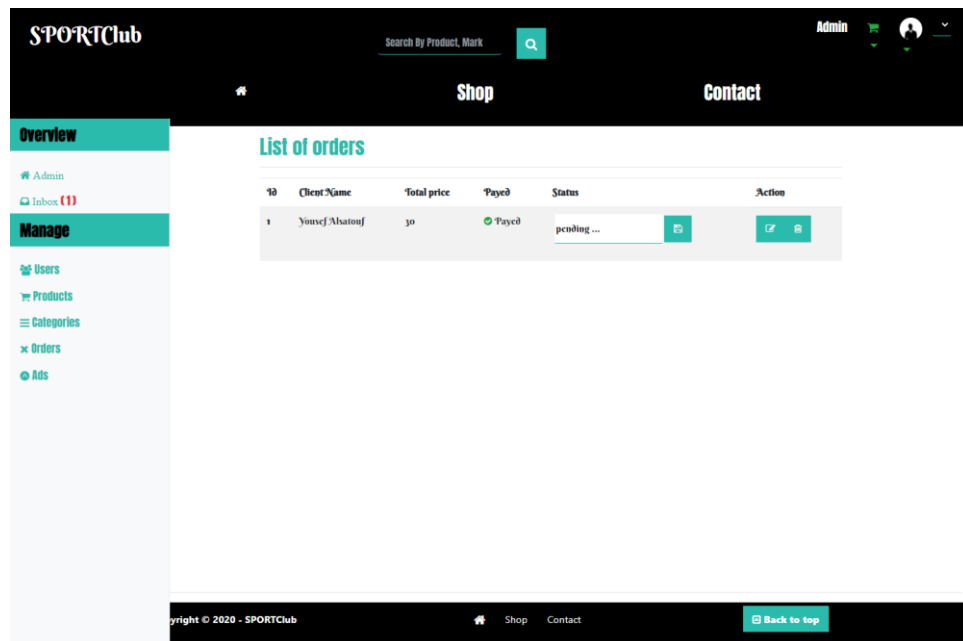 SPORTClub
Search By Product, Mark
Admin
Shop
Contact
Overview
Admin
Inbox (1)
Manage
Users
Products
Categories
Orders
Ads
List of orders
Id Client Name Total price Payed Status Action
1 Yousef Alsatouf 30 Payed pending ...
yright © 2020 - SPORTClub
Shop
Contact
Back to top